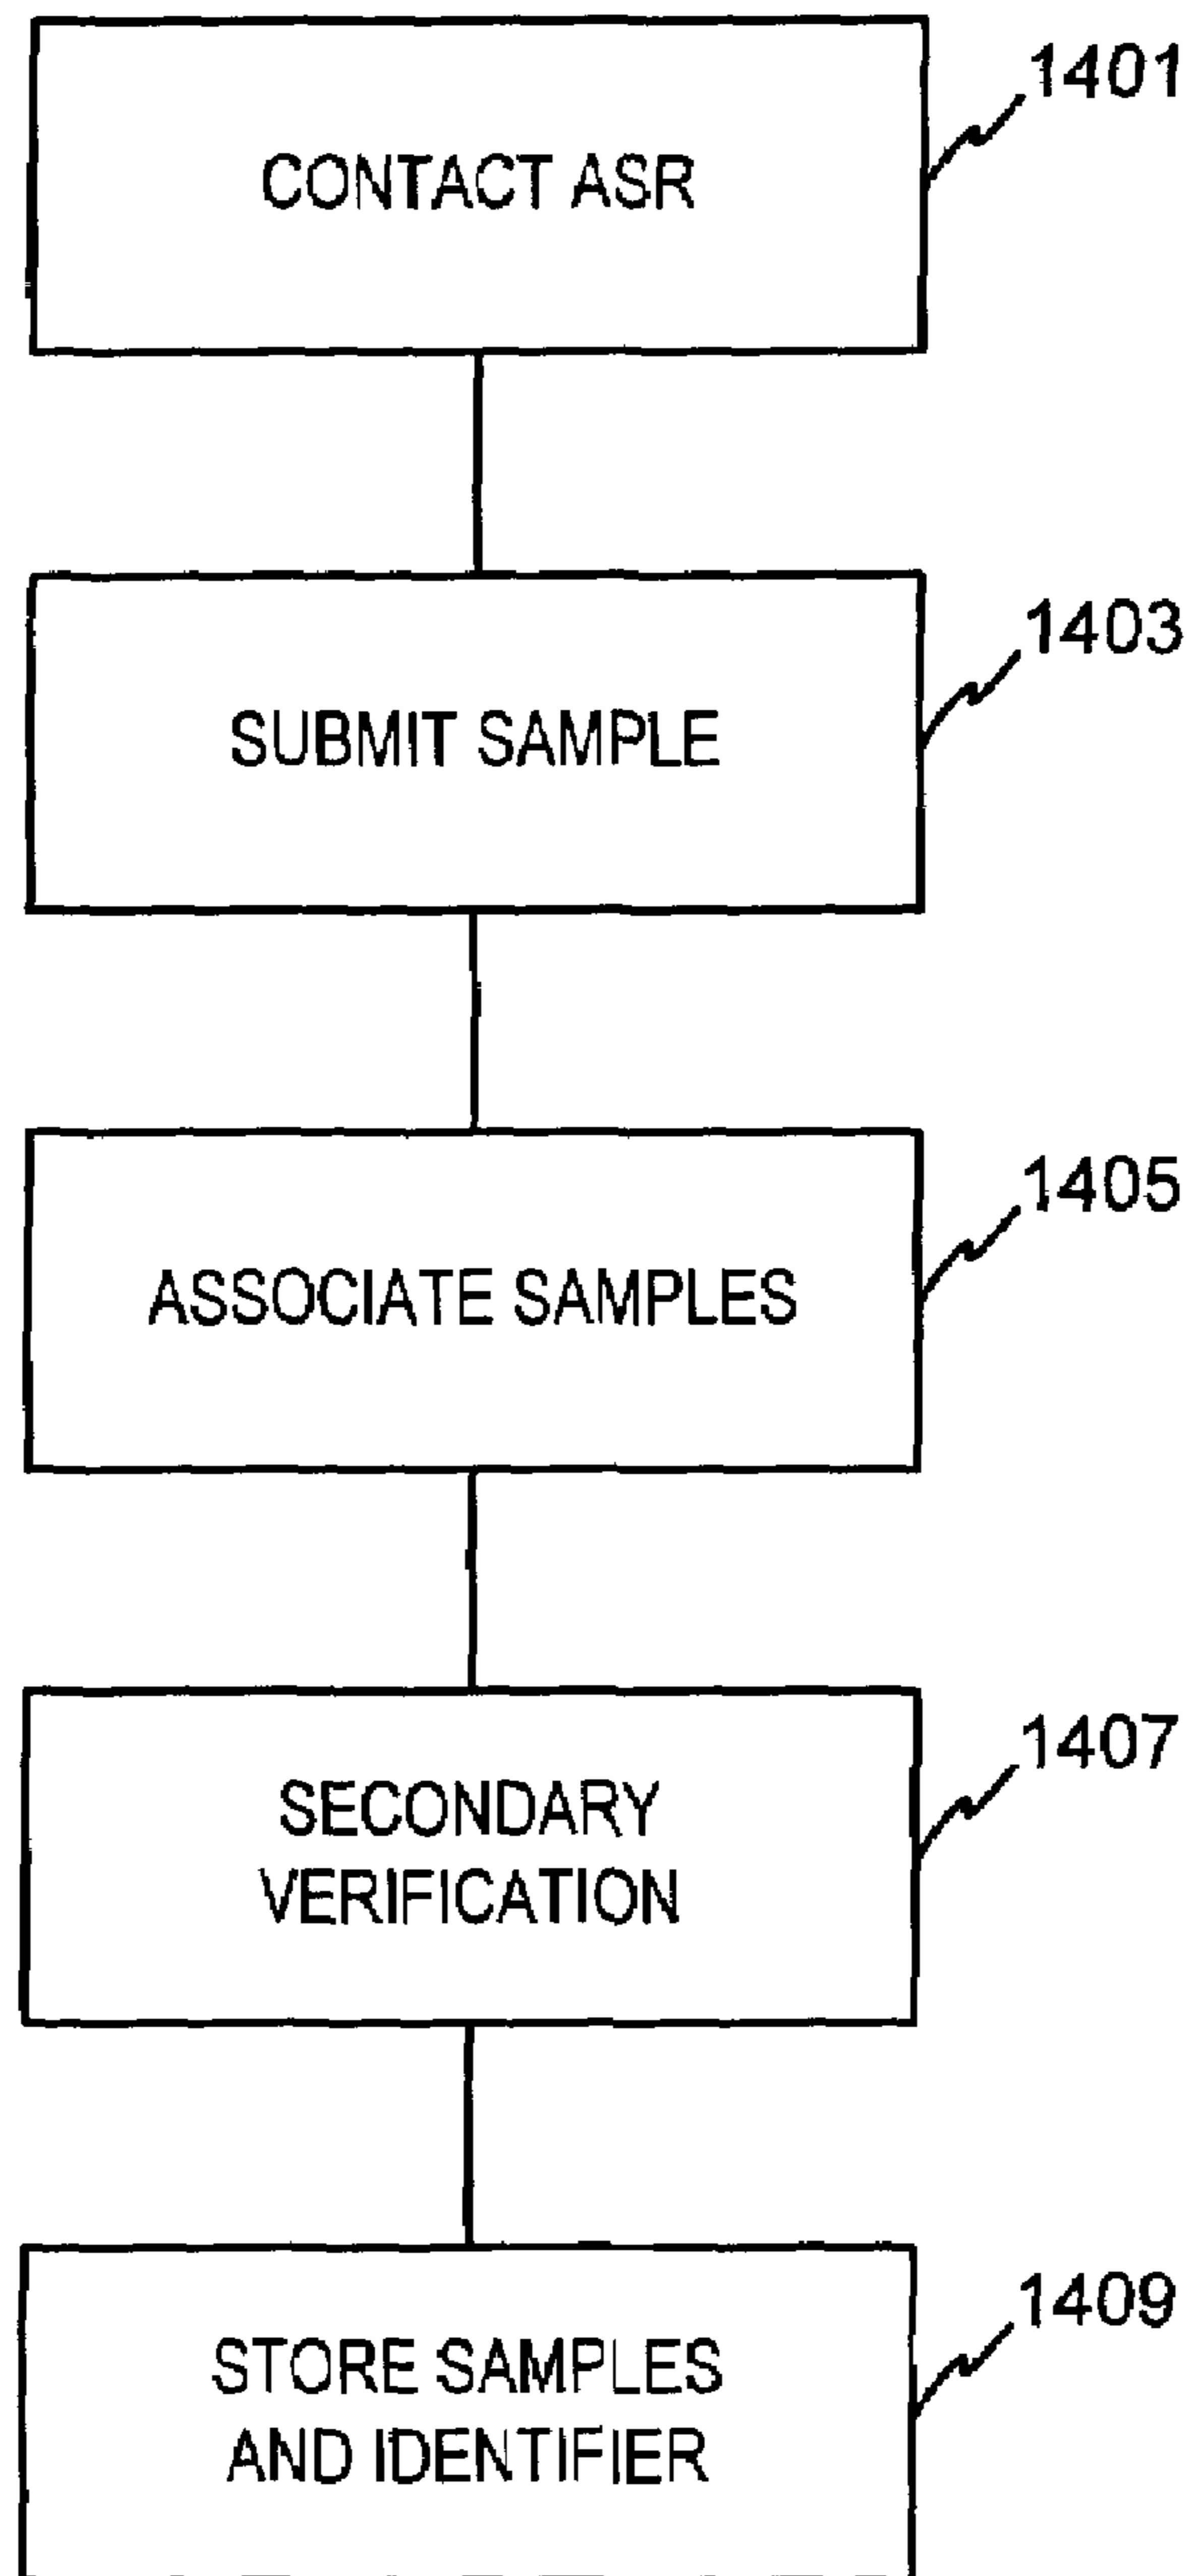 CONTACT ASR
1401
SUBMIT SAMPLE
1403
ASSOCIATE SAMPLES
1405
SECONDARY
VERIFICATION
1407
STORE SAMPLES
AND IDENTIFIER
1409